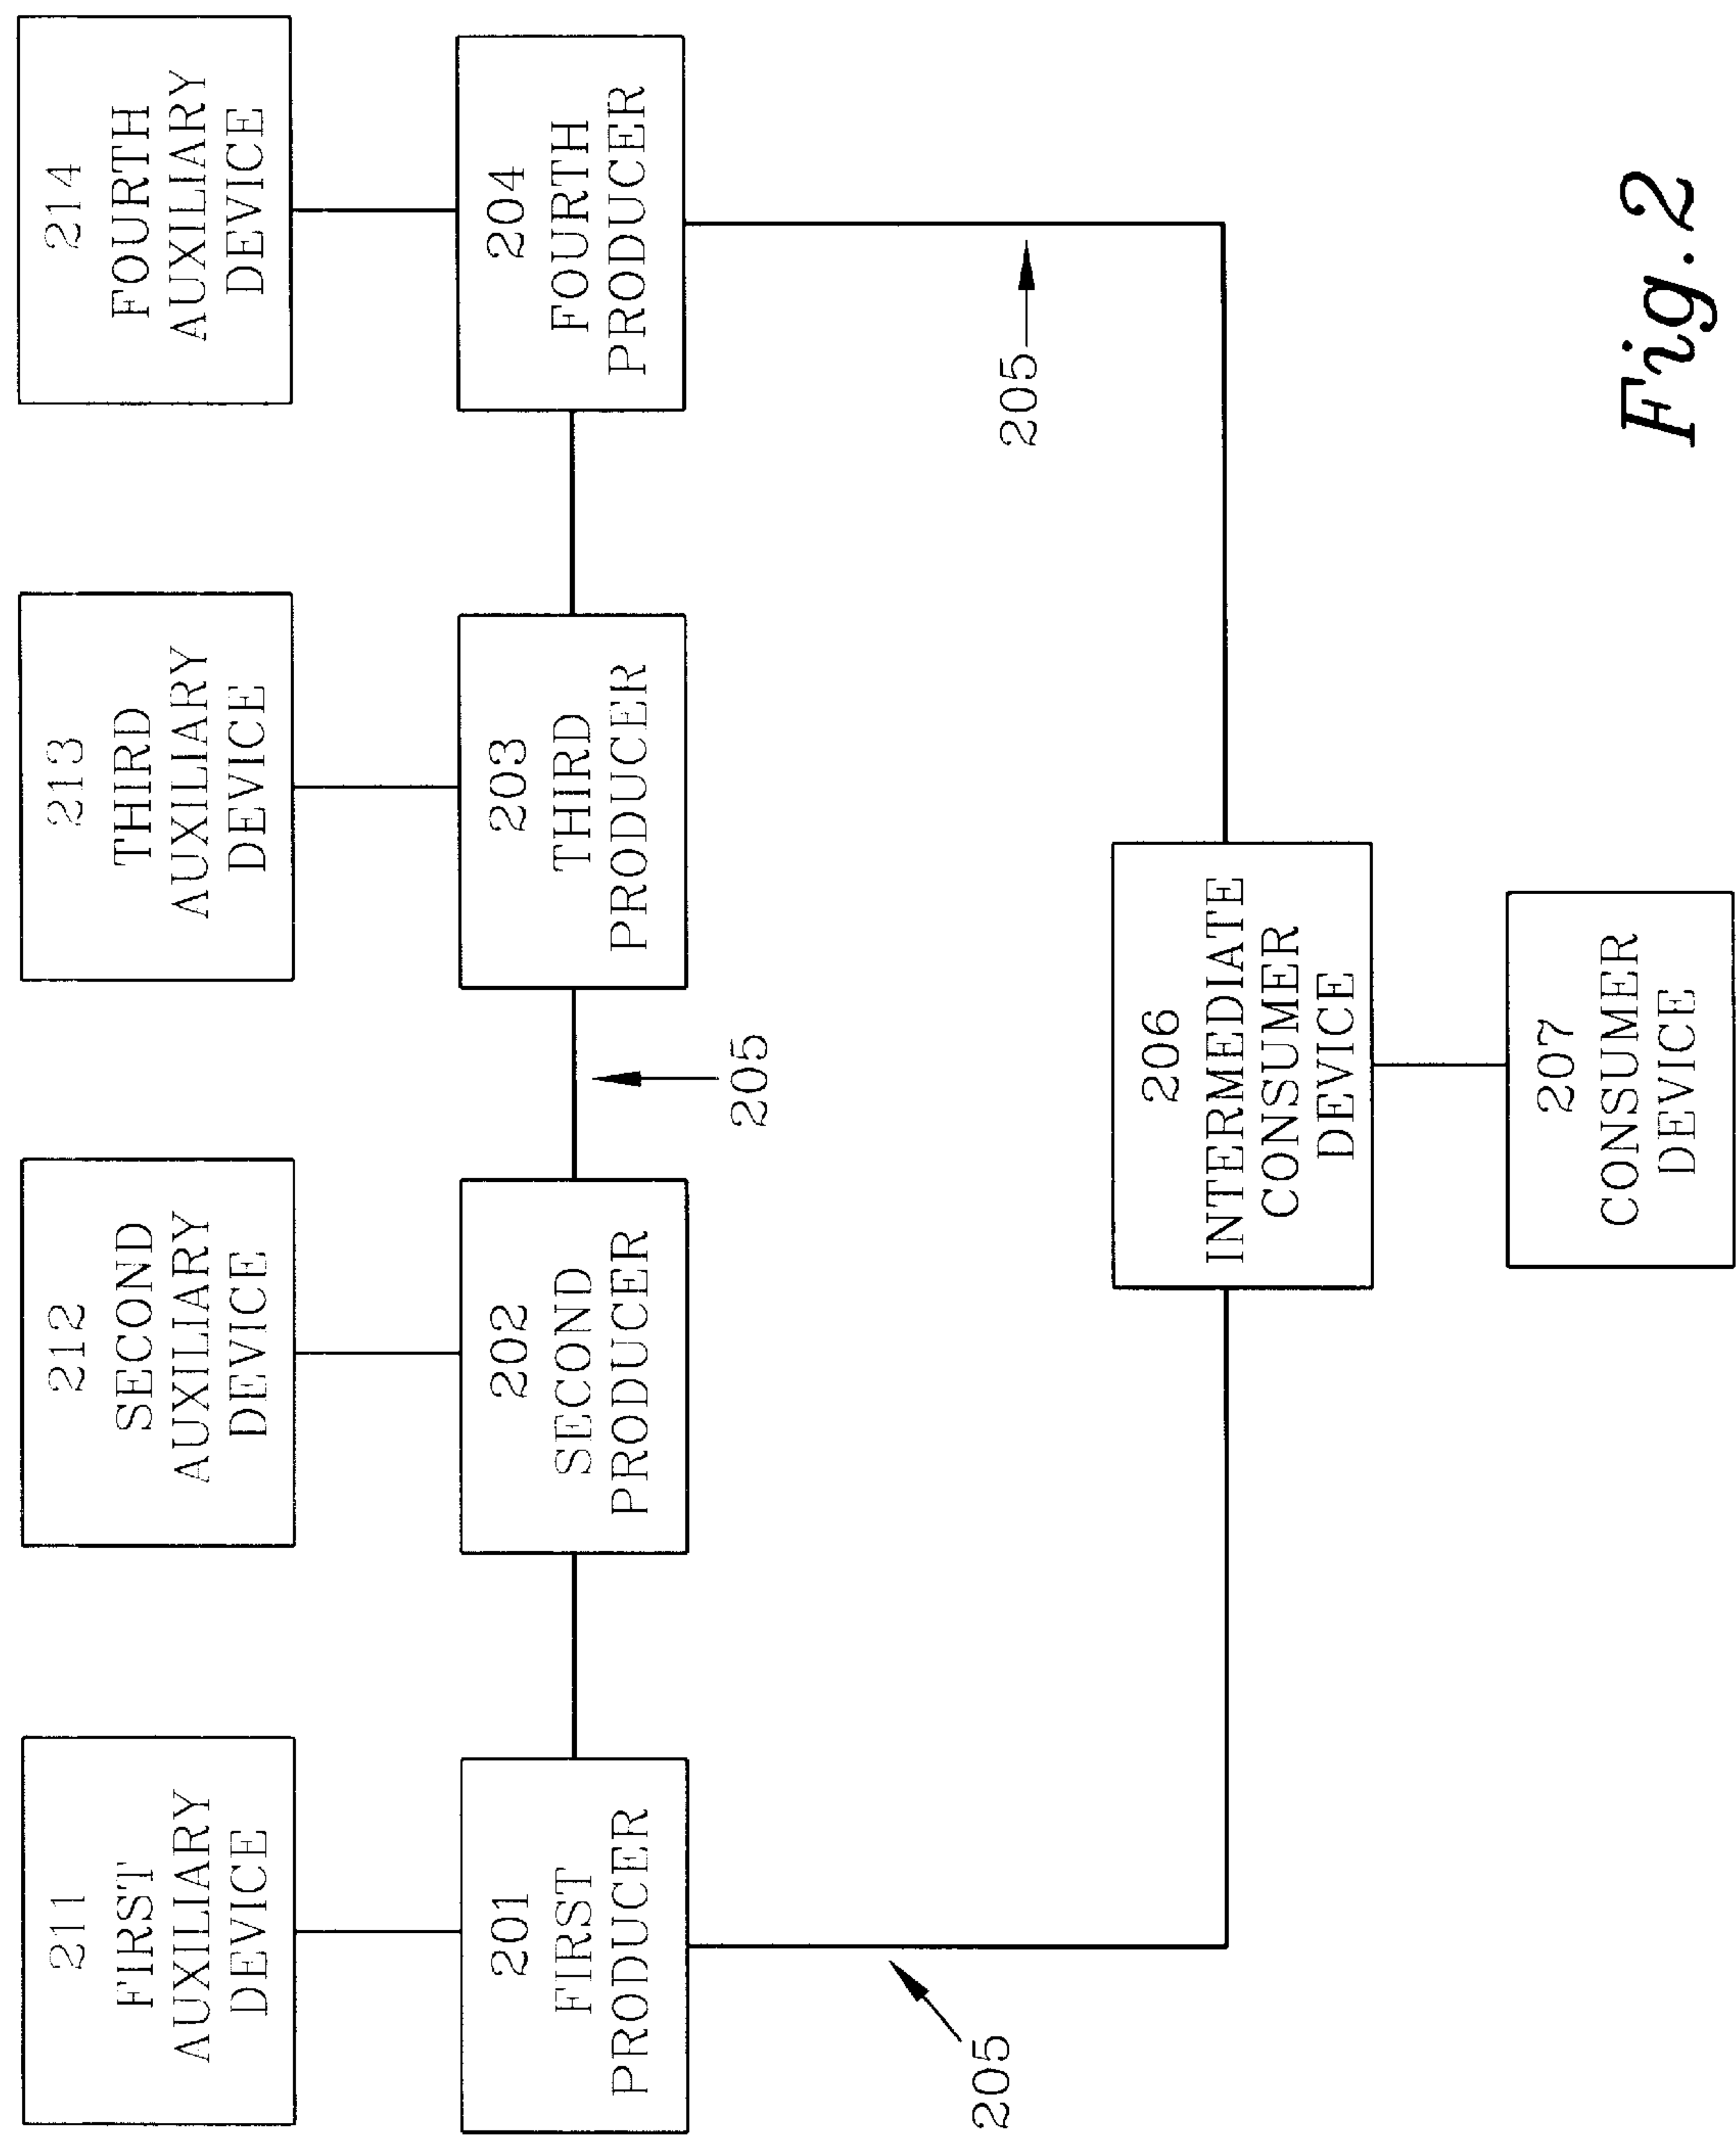 211
FIRST
AUXILIARY
DEVICE
212
SECOND
AUXILIARY
DEVICE
213
THIRD
AUXILIARY
DEVICE
214
FOURTH
AUXILIARY
DEVICE
201
FIRST
PRODUCER
202
SECOND
PRODUCER
203
THIRD
PRODUCER
204
FOURTH
PRODUCER
205
205
205
206
INTERMEDIATE
CONSUMER
DEVICE
207
CONSUMER
DEVICE
Fig.2